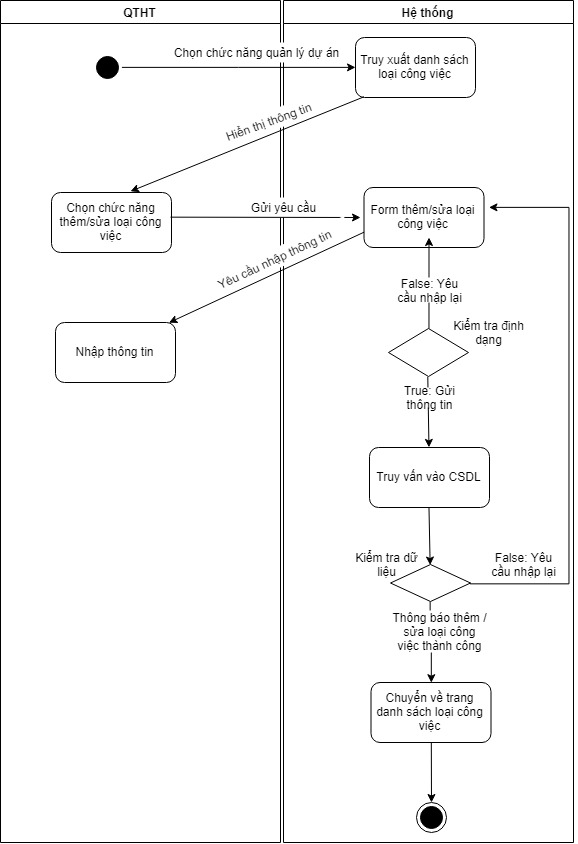 QTHT
Hệ thống
Chọn chức năng quản lý dự án
Truy xuất danh sách
loại công việc
Hiển thị thông tin
Chọn chức năng
thêm/sửa loại công
việc
Gửi yêu cầu
Form thêm/sửa loại
công việc
Yêu cầu nhập thông tin
False: Yêu
cầu nhập lại
Kiểm tra định
dạng
Nhập thông tin
True: Gửi
thông tin
Truy vấn vào CSDL
Kiểm tra dữ
liệu
False: Yêu
cầu nhập lại
Thông báo thêm /
sửa loại công
việc thành công
Chuyển về trang
danh sách loại công
việc